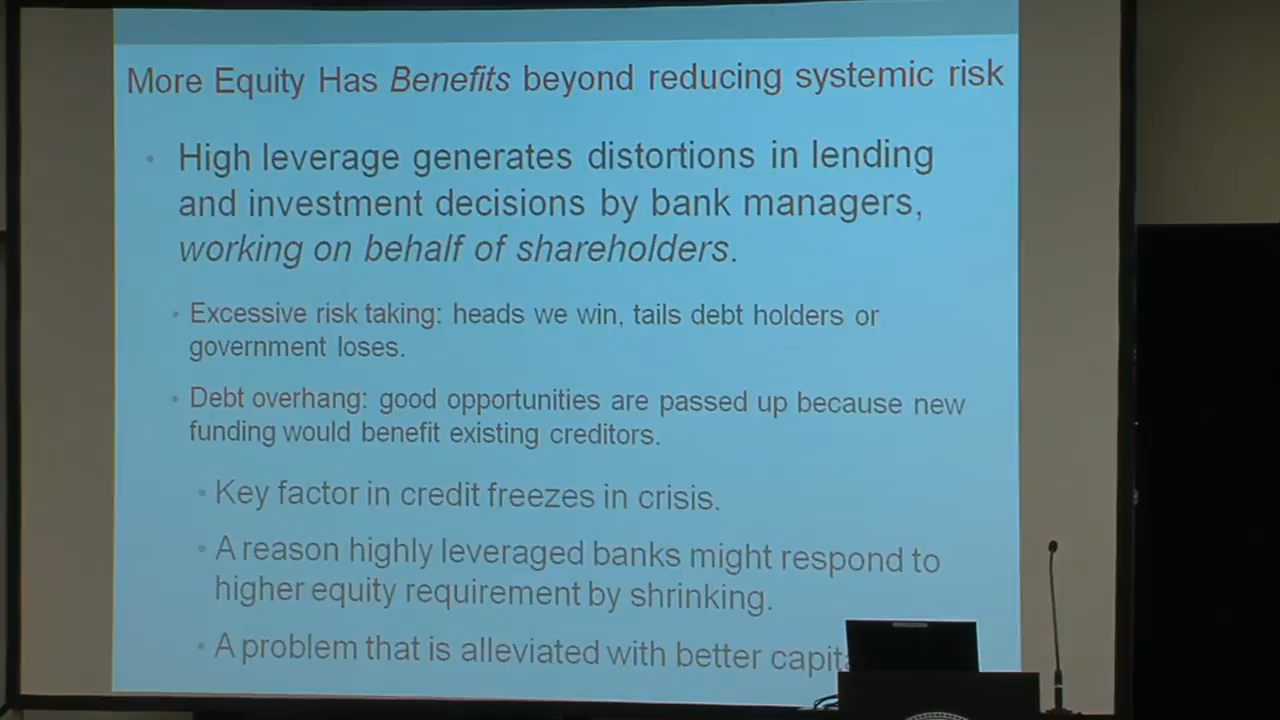 More Equity Has Benefits beyond reducing systemic risk
• High leverage generates distortions in lending
and investment decisions by bank managers,
working on behalf of shareholders.
• Excessive risk taking: heads we win, tails debt holders or
government loses.
• Debt overhang: good opportunities are passed up because new
funding would benefit existing creditors.
• Key factor in credit freezes in crisis.
• A reason highly leveraged banks might respond to
higher equity requirement by shrinking.
• A problem that is alleviated with better